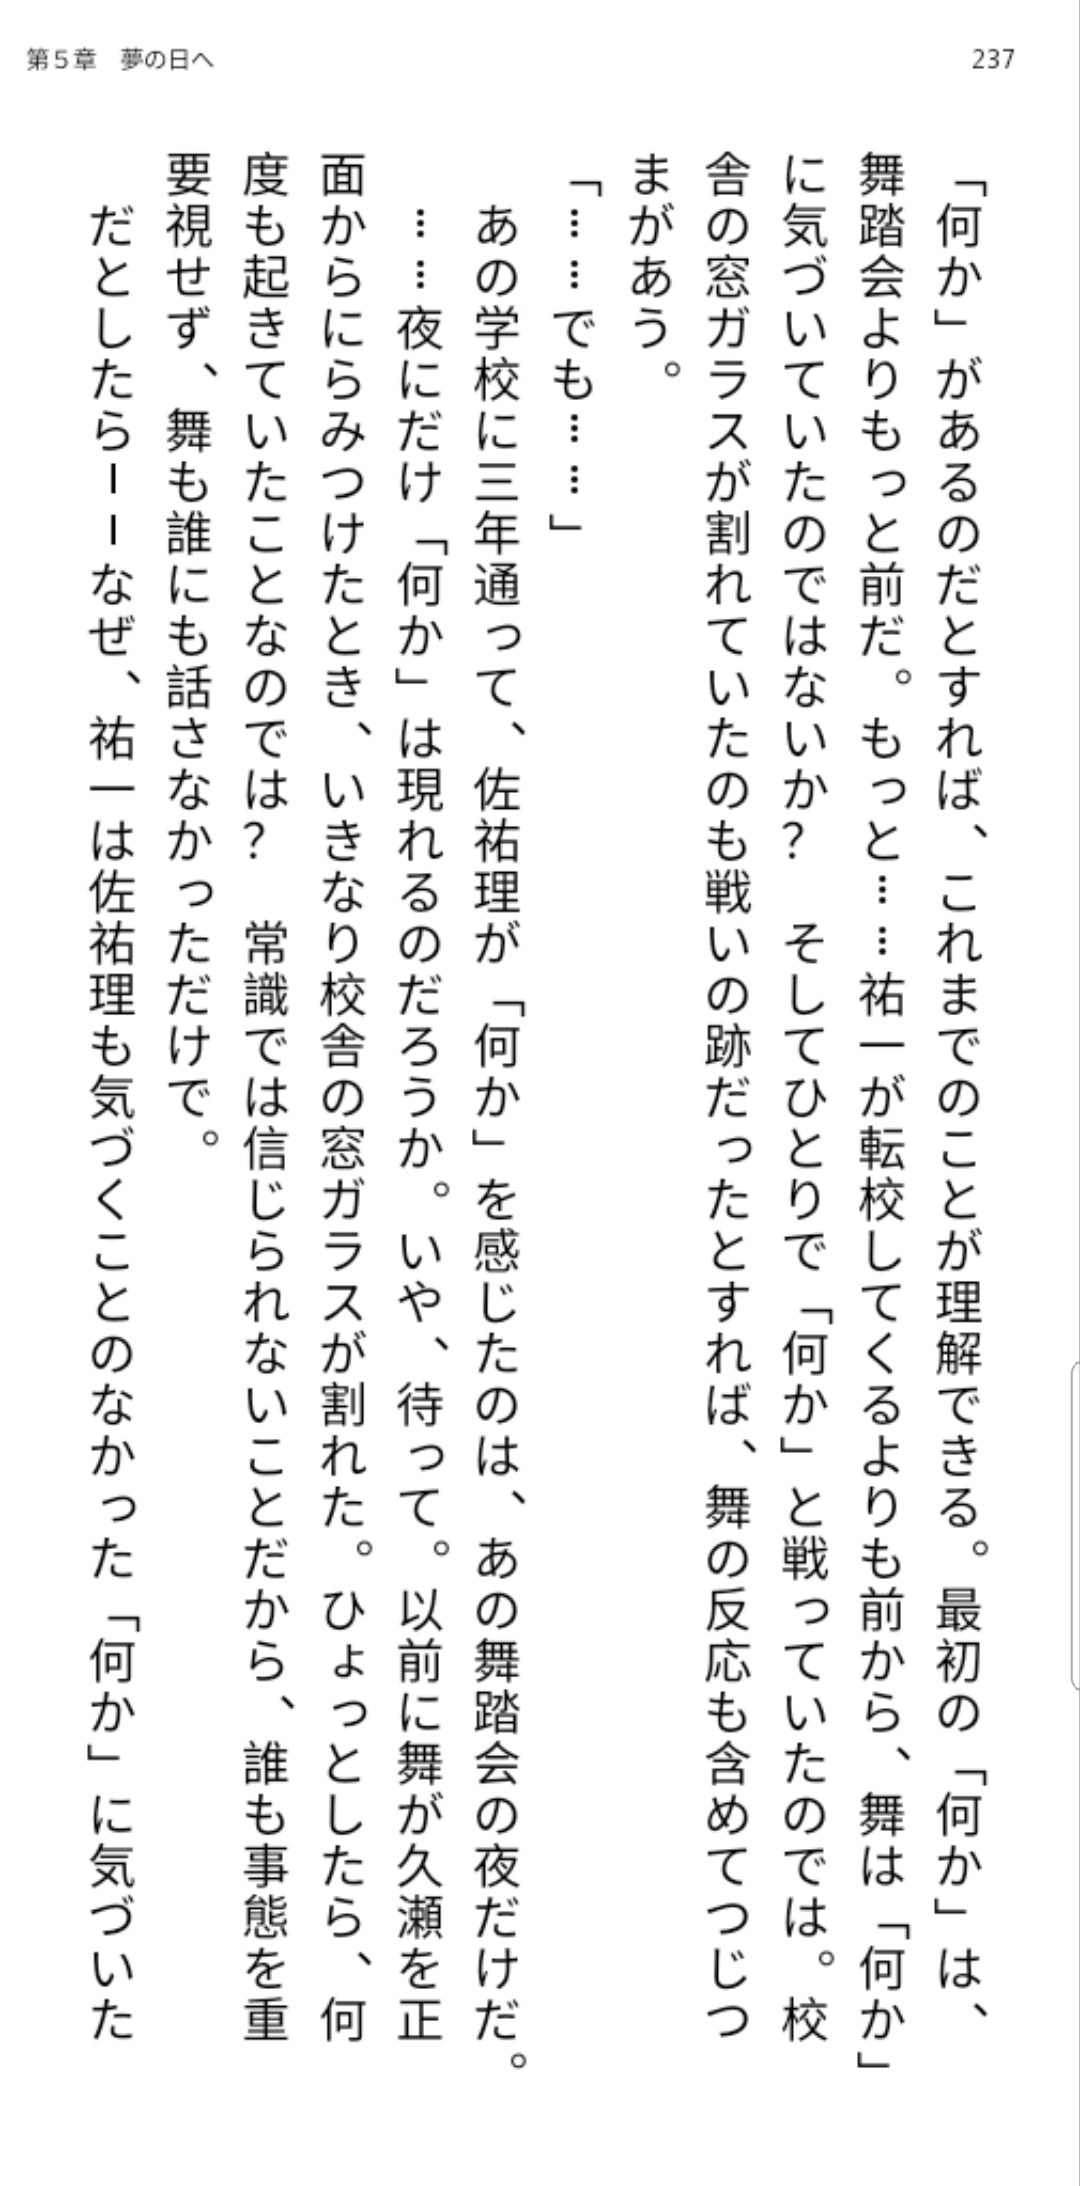 第5章　夢の日へ
237
「何か」があるのだとすれば、これまでのことが理解できる。最初の「何か」は、
舞踏会よりもっと前だ。もっと……祐一が転校してくるよりも前から、舞は「何か」
に気づいていたのではないか？　そしてひとりで「何か」と戦っていたのでは。校
舎の窓ガラスが割れていたのも戦いの跡だったとすれば、舞の反応も含めてつじつ
まがあう。
「……でも……」
　あの学校に三年通って、佐祐理が「何か」を感じたのは、あの舞踏会の夜だけだ。
　……夜にだけ「何か」は現れるのだろうか。いや、待って。以前に舞が久瀬を正
面からにらみつけたとき、いきなり校舎の窓ガラスが割れた。ひょっとしたら、何
度も起きていたことなのでは？　常識では信じられないことだから、誰も事態を重
要視せず、舞も誰にも話さなかっただけで。
　だとしたら――なぜ、祐一は佐祐理も気づくことのなかった「何か」に気づいた